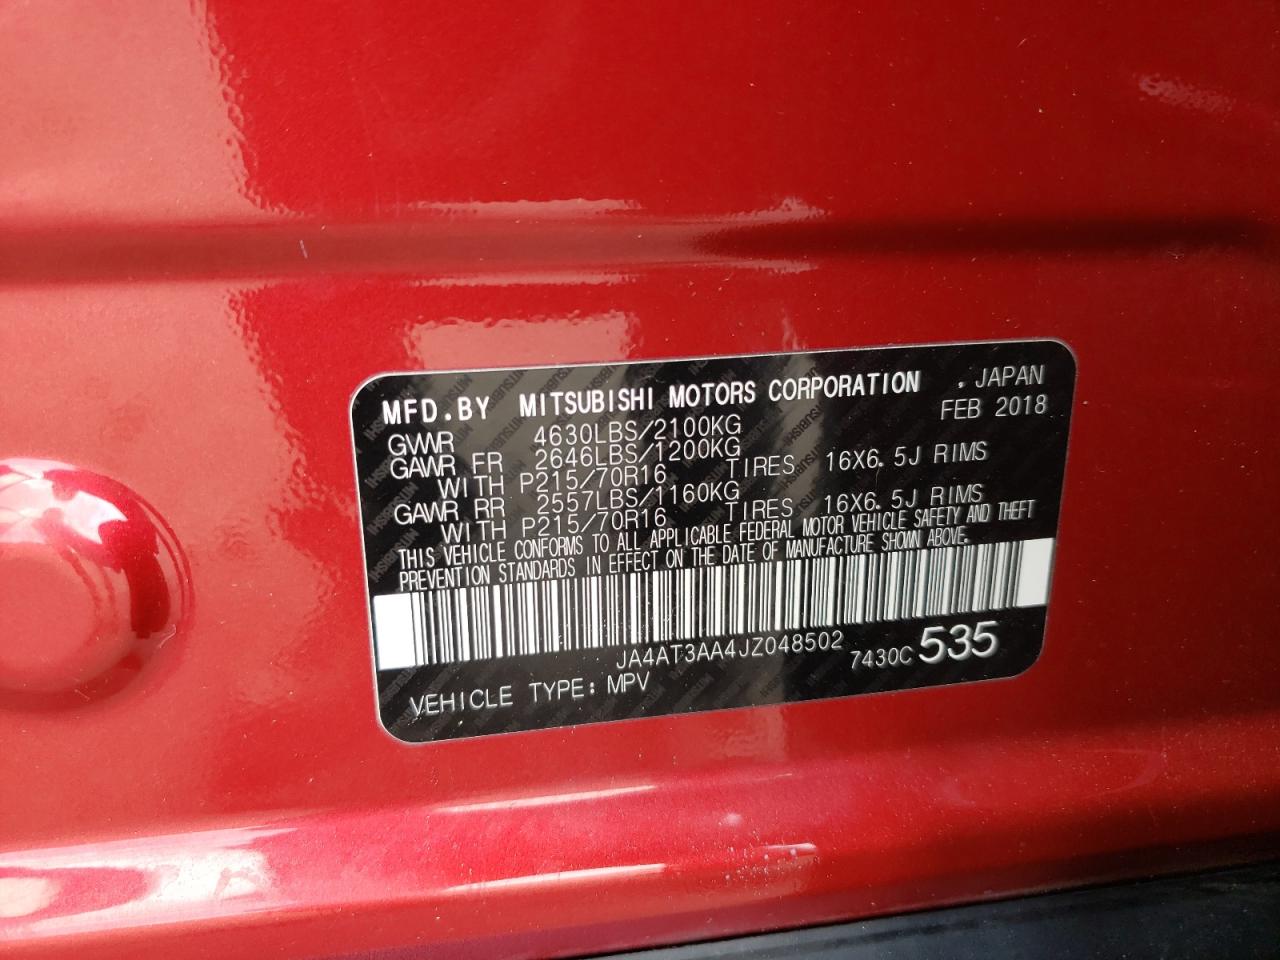 MFD.BY MITSUBISHI MOTORS CORPORATION . JAPAN
FEB 2018
GVWR 4630LBS/2100KG
GAWR FR 2646LBS/1200KG
WITH P215/70R16 TIRES 16X6.5J RIMS
GAWR RR 2557LBS/1160KG
WITH P215/70R16 TIRES 16X6.5J RIMS
THIS VEHICLE CONFORMS TO ALL APPLICABLE FEDERAL MOTOR VEHICLE SAFETY AND THEFT
PREVENTION STANDARDS IN EFFECT ON THE DATE OF MANUFACTURE SHOWN ABOVE.
JA4AT3AA4JZ048502 7430C 535
VEHICLE TYPE: MPV